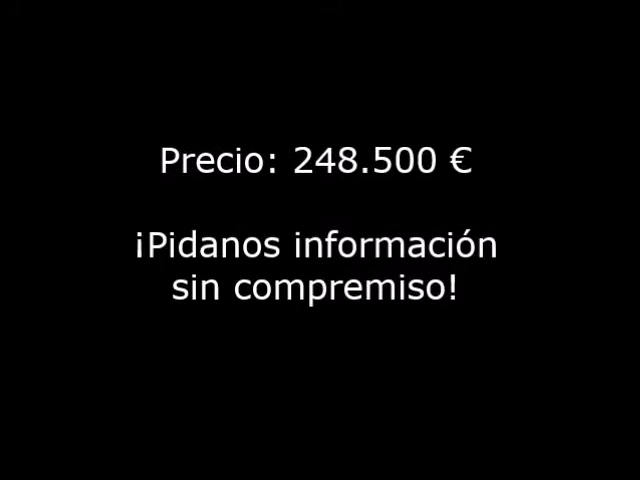 Precio: 248.500 €
¡Pidanos información
sin compremiso!